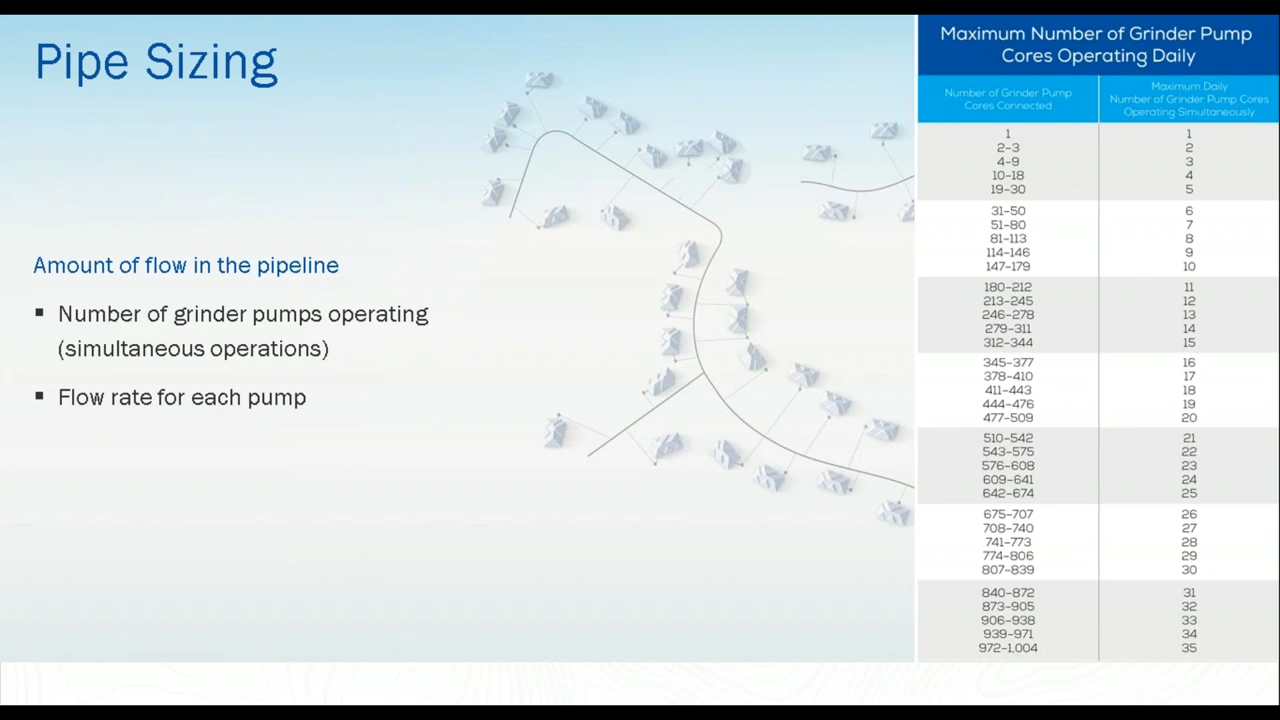 Pipe Sizing
Amount of flow in the pipeline
▪ Number of grinder pumps operating
(simultaneous operations)
▪ Flow rate for each pump
Maximum Number of Grinder Pump
Cores Operating Daily
Number of Grinder Pump
Cores Connected
Maximum Daily
Number of Grinder Pump Cores
Operating Simultaneously
1 1
2–3 2
4–9 3
10–18 4
19–30 5
31–50 6
51–80 7
81–113 8
114–146 9
147–179 10
180–212 11
213–245 12
246–278 13
279–311 14
312–344 15
345–377 16
378–410 17
411–443 18
444–476 19
477–509 20
510–542 21
543–575 22
576–608 23
609–641 24
642–674 25
675–707 26
708–740 27
741–773 28
774–806 29
807–839 30
840–872 31
873–905 32
906–938 33
939–971 34
972–1,004 35